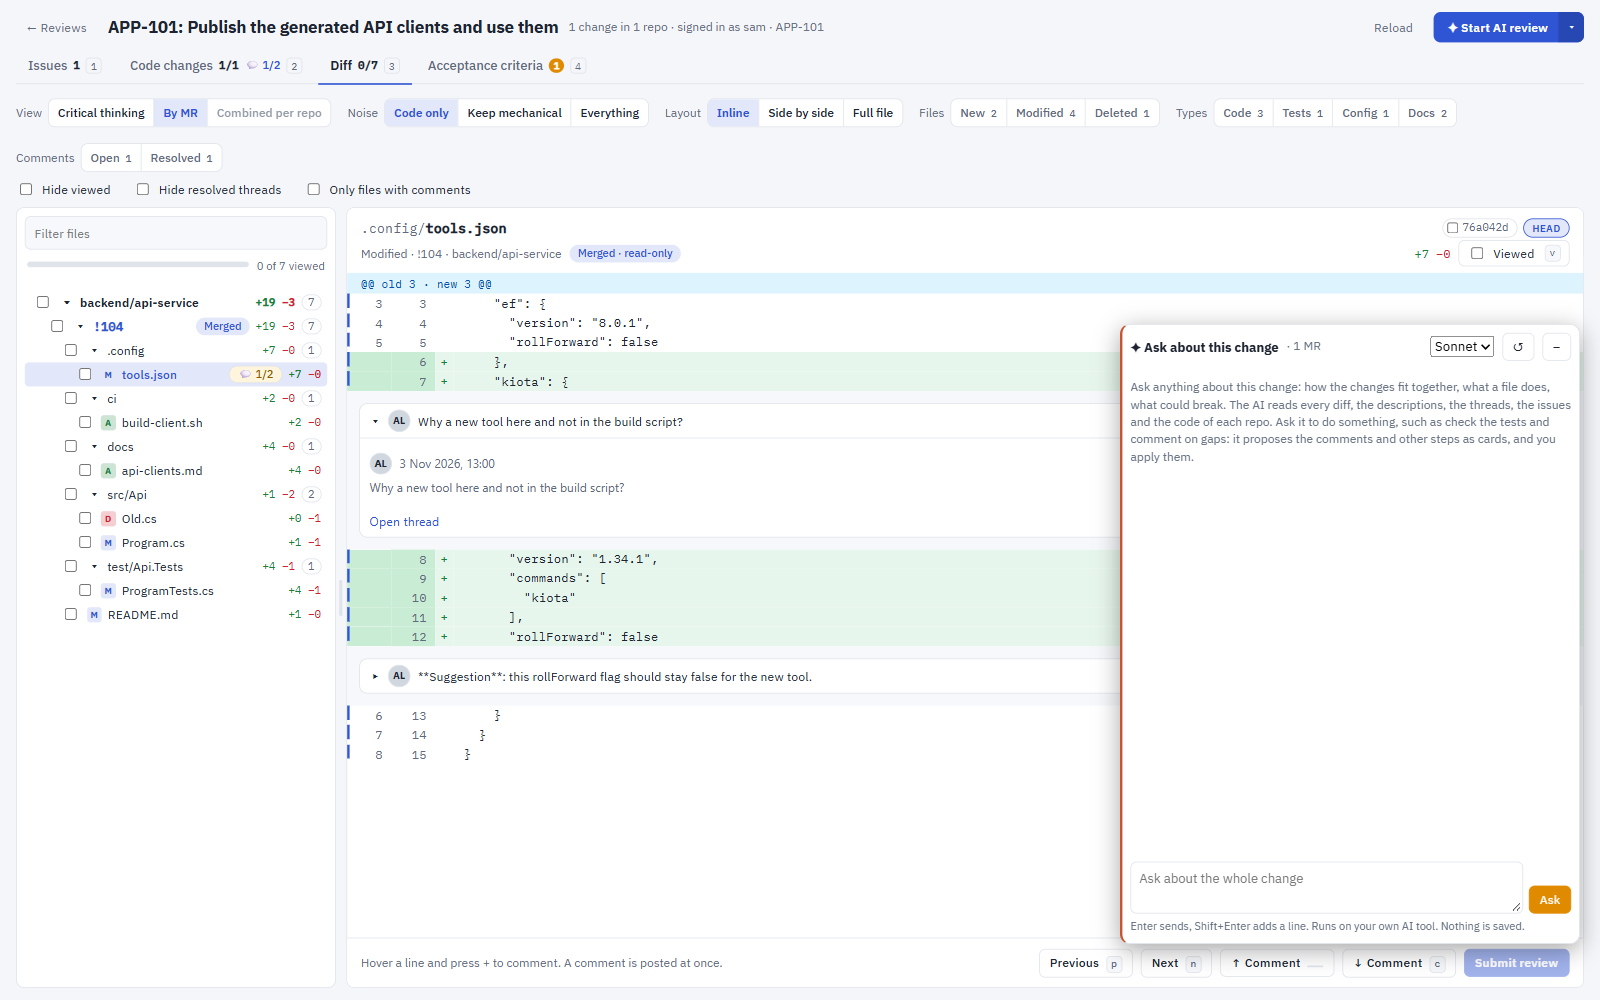 ← Reviews APP-101: Publish the generated API clients and use them 1 change in 1 repo · signed in as sam · APP-101 Reload ✦ Start AI review
Issues 1 1 Code changes 1/1 1/2 2 Diff 0/7 3 Acceptance criteria 1 4
View Critical thinking By MR Combined per repo Noise Code only Keep mechanical Everything Layout Inline Side by side Full file Files New 2 Modified 4 Deleted 1 Types Code 3 Tests 1 Config 1 Docs 2
Comments Open 1 Resolved 1
Hide viewed Hide resolved threads Only files with comments
Filter files
0 of 7 viewed
backend/api-service +19 −3 7
!104 Merged +19 −3 7
.config +7 −0 1
M tools.json 1/2 +7 −0
ci +2 −0 1
A build-client.sh +2 −0
docs +4 −0 1
A api-clients.md +4 −0
src/Api +1 −2 2
D Old.cs +0 −1
M Program.cs +1 −1
test/Api.Tests +4 −1 1
M ProgramTests.cs +4 −1
M README.md +1 −0
.config/tools.json 76a042d HEAD
Modified · !104 · backend/api-service Merged · read-only +7 −0 Viewed v
@@ old 3 · new 3 @@
3 3 "ef": {
4 4 "version": "8.0.1",
5 5 "rollForward": false
6 + },
7 + "kiota": {
AL Why a new tool here and not in the build script?
AL 3 Nov 2026, 13:00
Why a new tool here and not in the build script?
Open thread
8 + "version": "1.34.1",
9 + "commands": [
10 + "kiota"
11 + ],
12 + "rollForward": false
AL **Suggestion**: this rollForward flag should stay false for the new tool.
6 13 }
7 14 }
8 15 }
✦ Ask about this change · 1 MR Sonnet ↺ −
Ask anything about this change: how the changes fit together, what a file does,
what could break. The AI reads every diff, the descriptions, the threads, the issues
and the code of each repo. Ask it to do something, such as check the tests and
comment on gaps: it proposes the comments and other steps as cards, and you
apply them.
Ask about the whole change
Ask
Enter sends, Shift+Enter adds a line. Runs on your own AI tool. Nothing is saved.
Hover a line and press + to comment. A comment is posted at once. Previous p Next n ↑ Comment ↓ Comment c Submit review